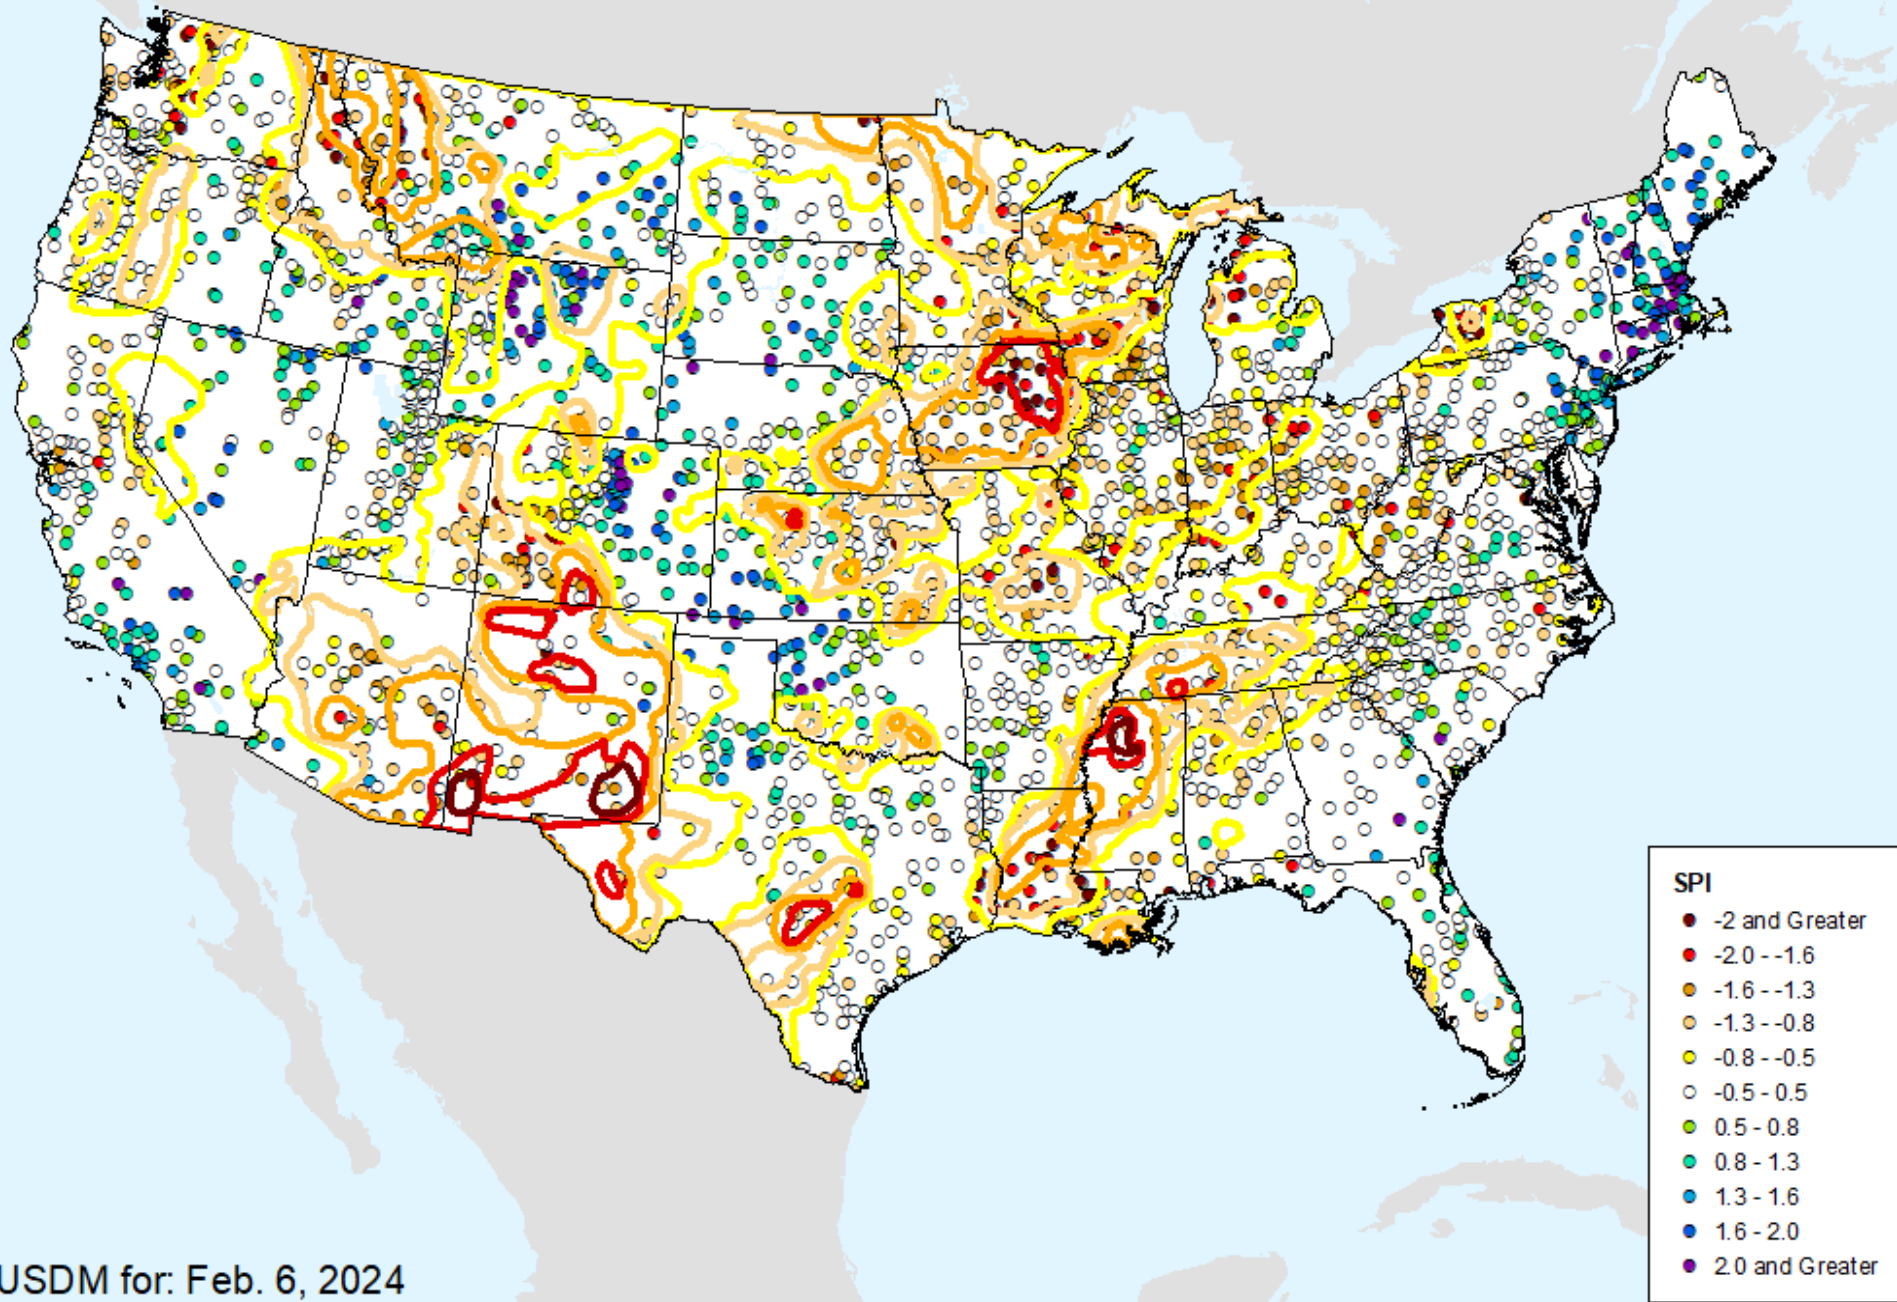 SPI
-2 and Greater
-2.0 - -1.6
-1.6 - -1.3
-1.3 - -0.8
-0.8 - -0.5
-0.5 - 0.5
0.5 - 0.8
0.8 - 1.3
1.3 - 1.6
1.6 - 2.0
2.0 and Greater
USDM for: Feb. 6, 2024